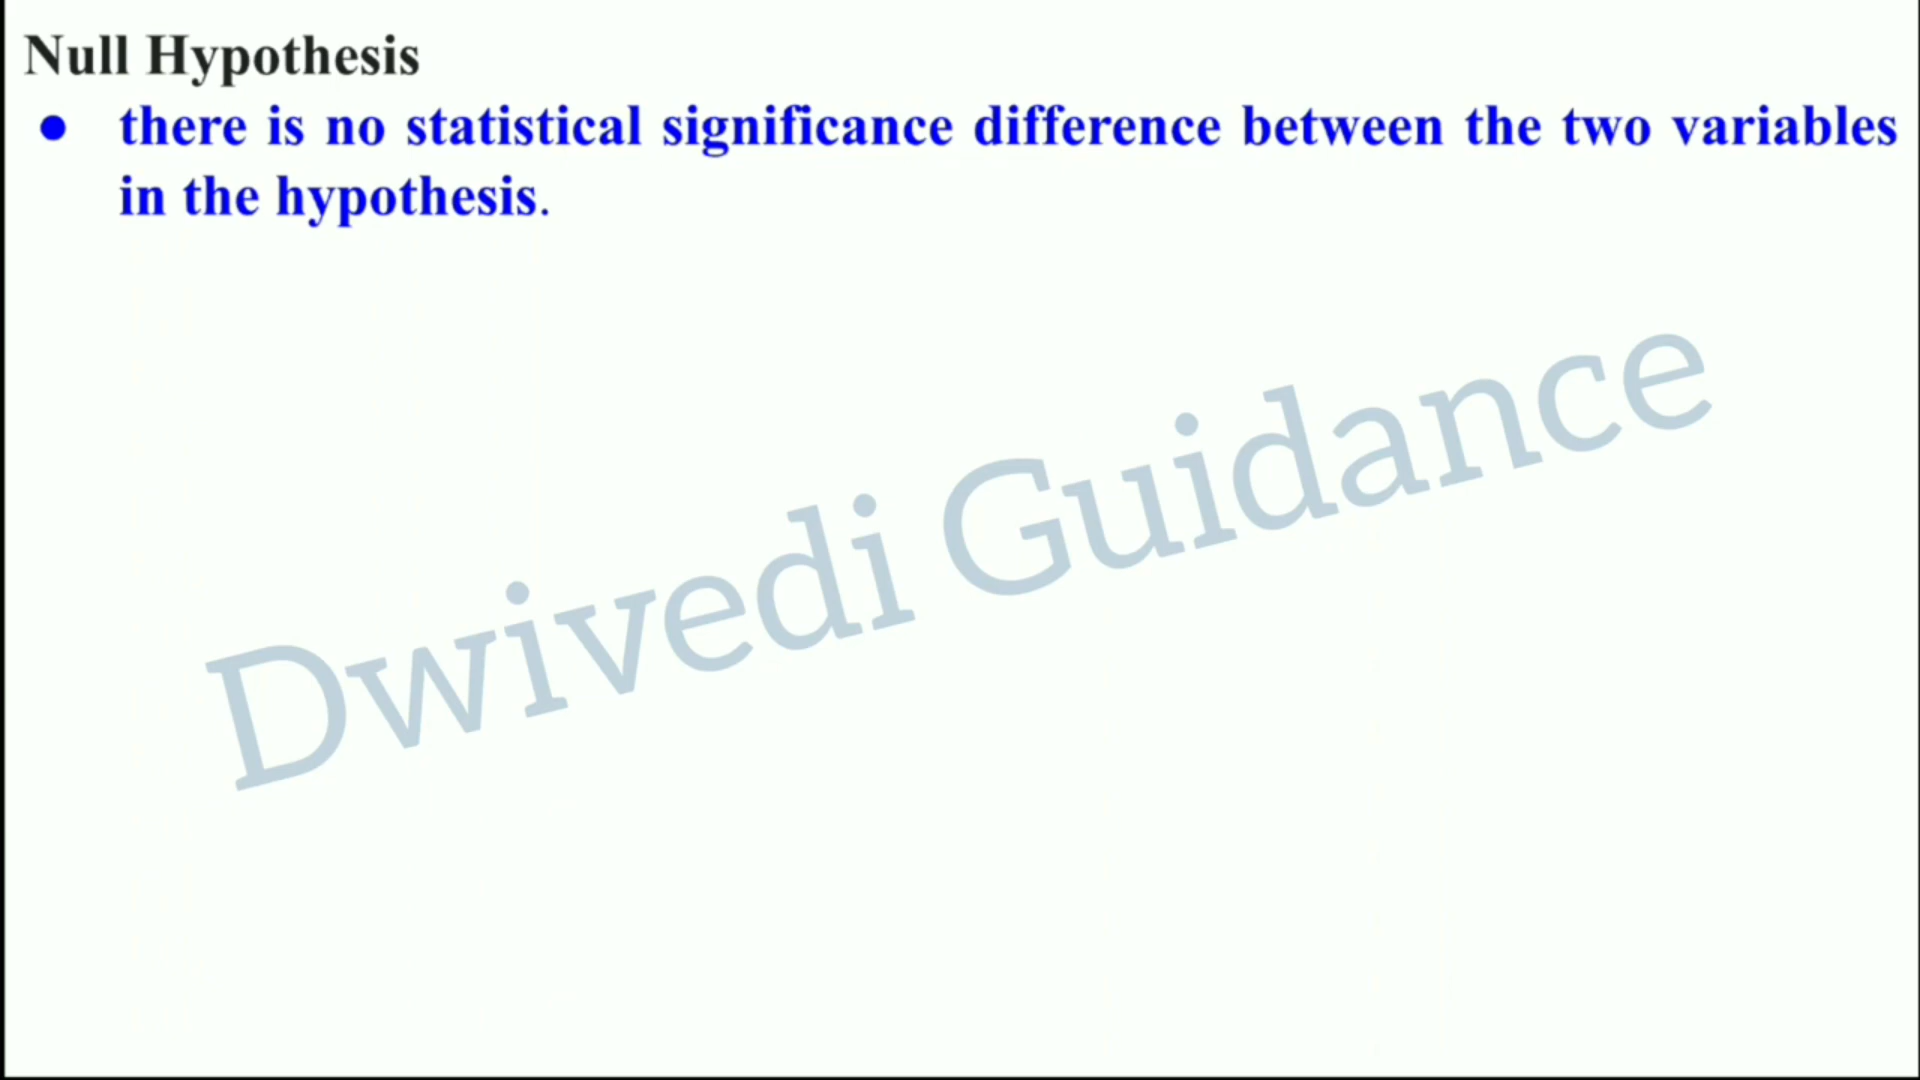 Null Hypothesis
● there is no statistical significance difference between the two variables
in the hypothesis.
Dwivedi Guidance